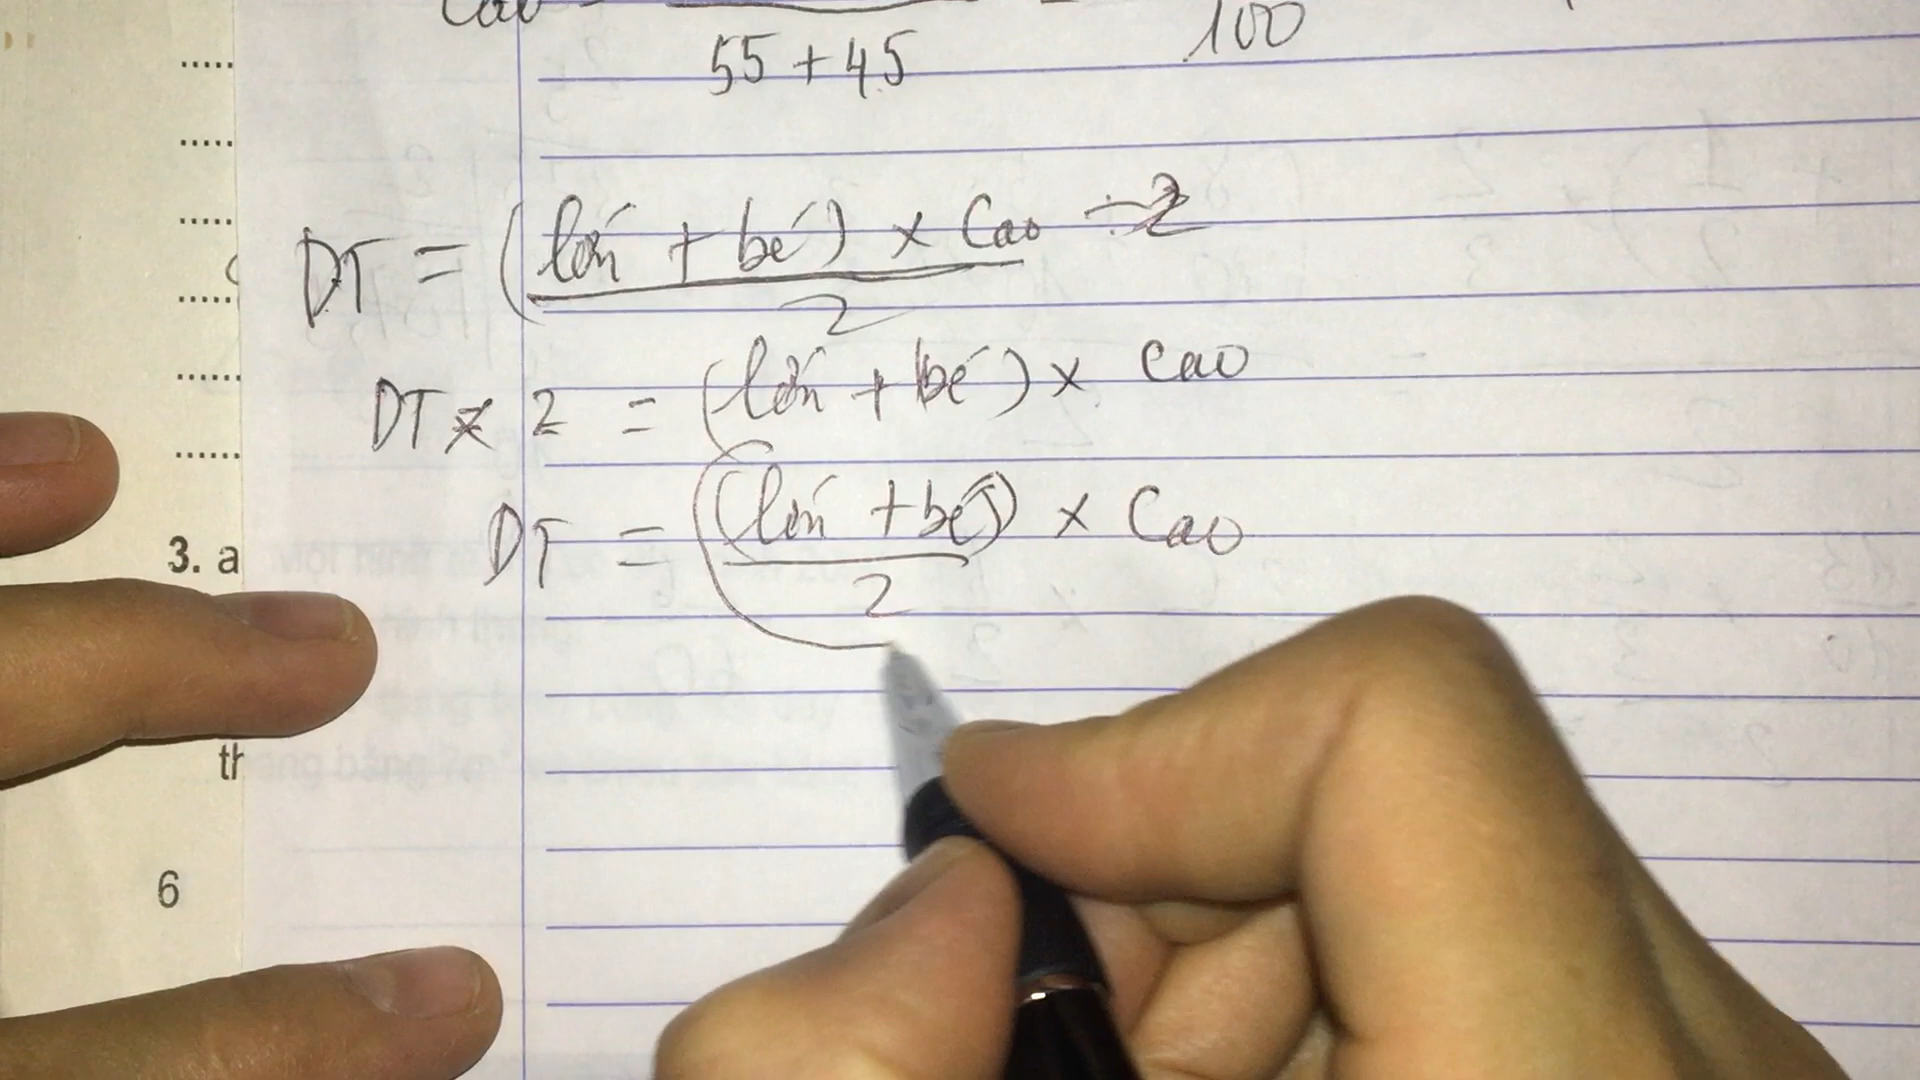 Cao =
55 + 45
100
DT = (lớn + bé) × Cao ÷ 2
2
DT × 2 = (lớn + bé) × Cao
DT = (lớn + bé) × Cao
2
3. a
th
6